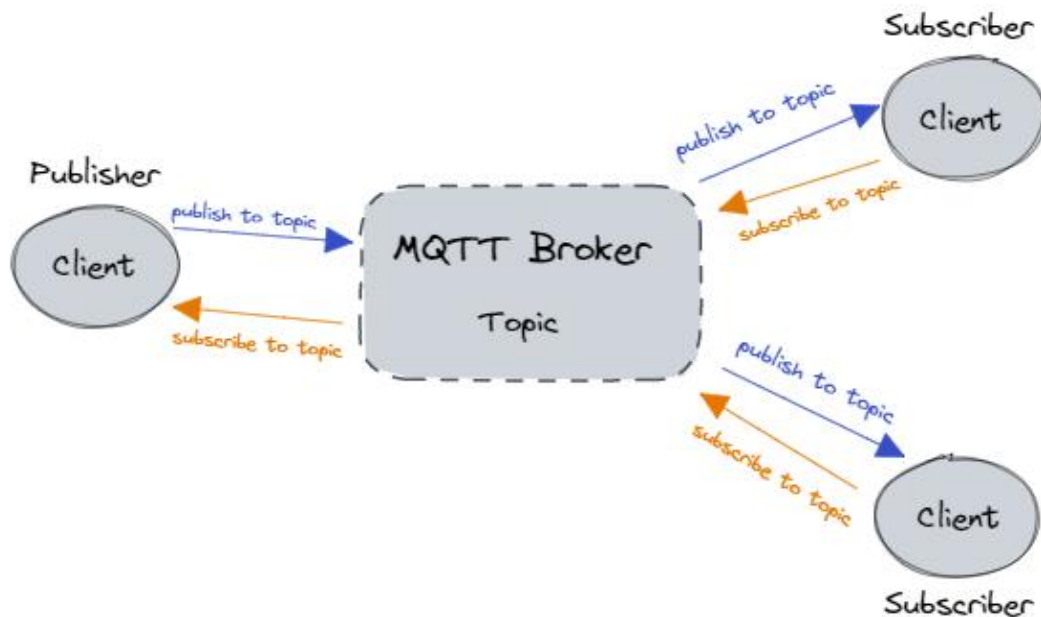 Subscriber
Client
publish to topic
subscribe to topic
Publisher
Client
publish to topic
subscribe to topic
MQTT Broker
Topic
publish to topic
subscribe to topic
Client
Subscriber